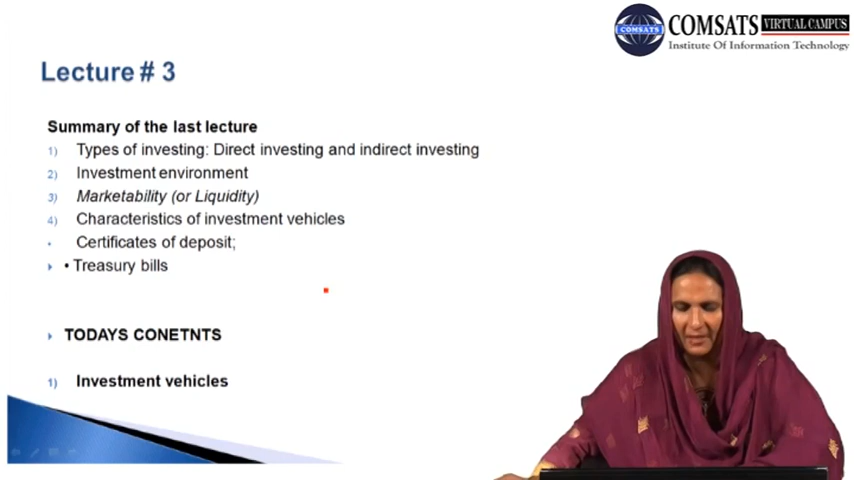 COMSATS
COMSATS VIRTUAL CAMPUS
Institute Of Information Technology
Lecture # 3
Summary of the last lecture
1) Types of investing: Direct investing and indirect investing
2) Investment environment
3) Marketability (or Liquidity)
4) Characteristics of investment vehicles
• Certificates of deposit;
• Treasury bills
TODAYS CONETNTS
1) Investment vehicles